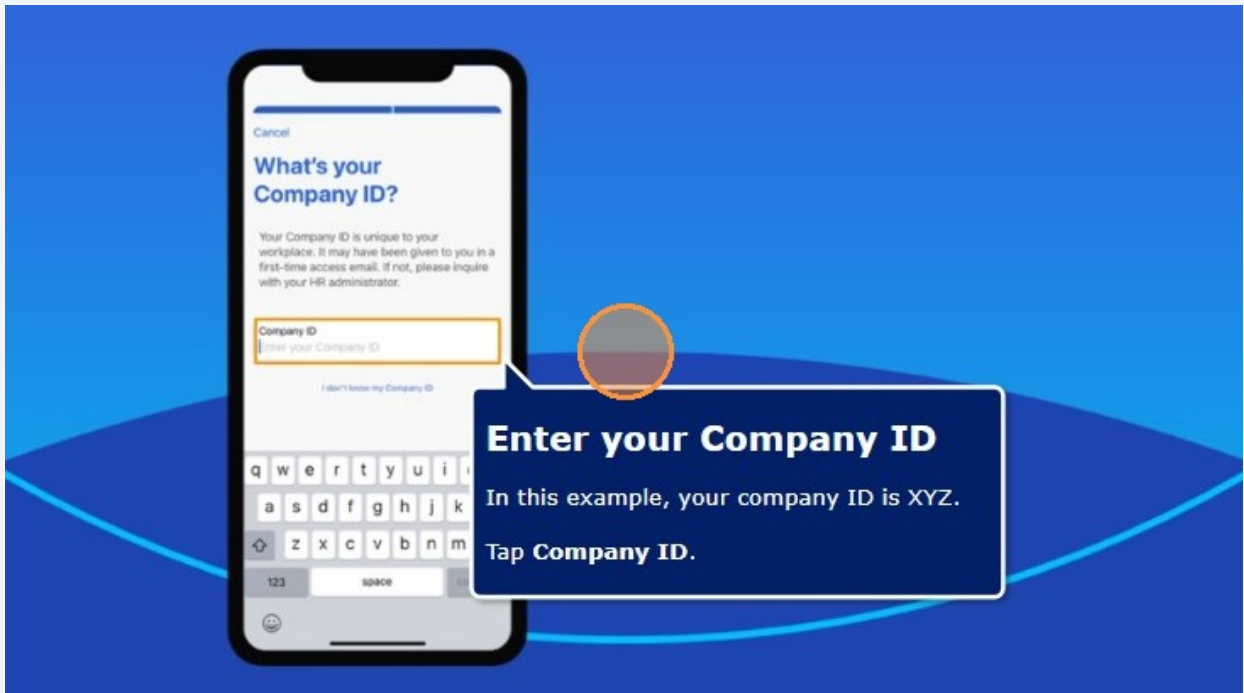 Cancel
What's your
Company ID?
Your Company ID is unique to your
workplace. It may have been given to you in a
first-time access email. If not, please inquire
with your HR administrator.
Company ID
Enter your Company ID
I don't know my Company ID
q w e r t y u i
a s d f g h j k
z x c v b n m
123 space
Enter your Company ID
In this example, your company ID is XYZ.
Tap Company ID.